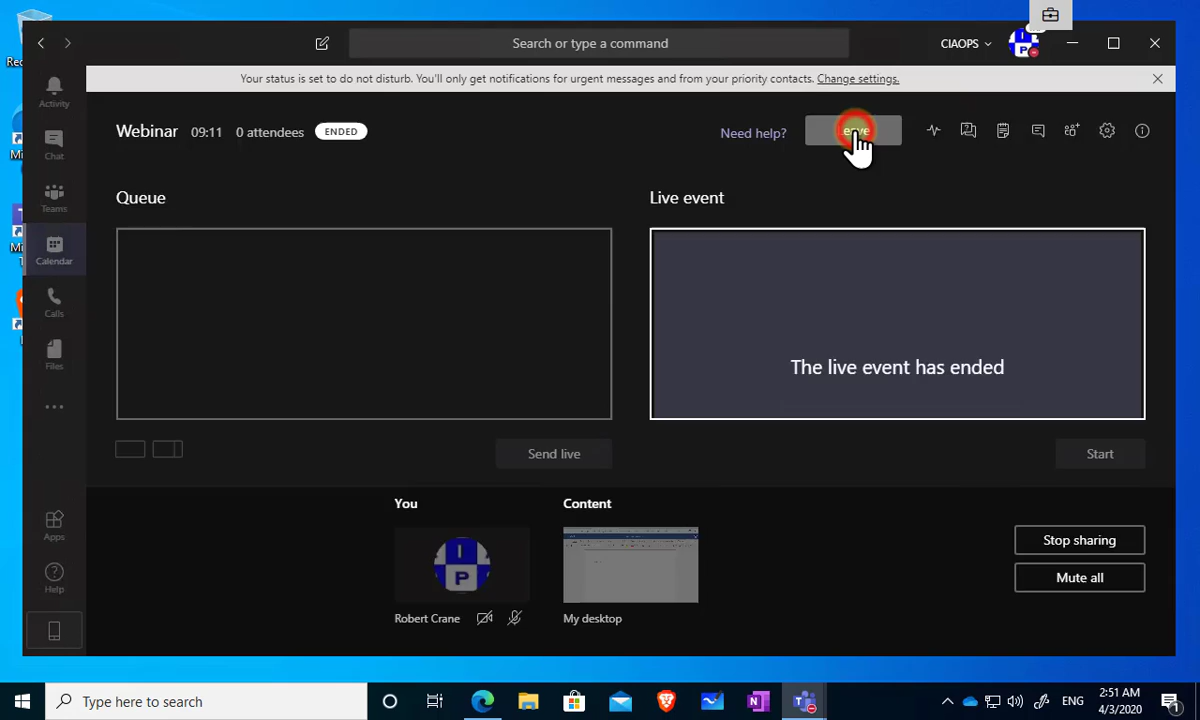 Search or type a command
CIAOPS
Your status is set to do not disturb. You'll only get notifications for urgent messages and from your priority contacts. Change settings.
Activity
Chat
Teams
Calendar
Calls
Files
Apps
Help
Webinar 09:11 0 attendees ENDED
Need help?
Queue
Live event
The live event has ended
Send live
Start
You
Content
I
P
Robert Crane
My desktop
Stop sharing
Mute all
Type here to search
ENG
2:51 AM
4/3/2020
1